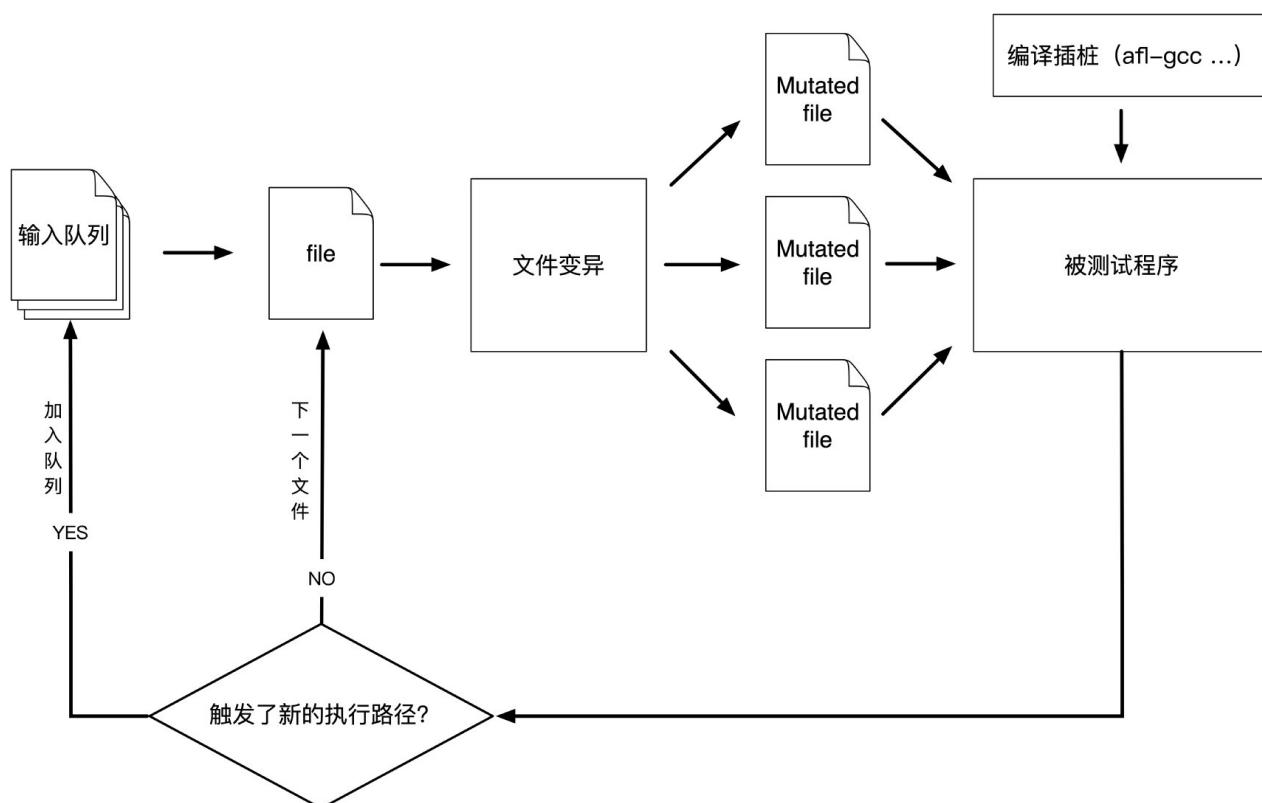 编译插桩（afl-gcc ...）
Mutated
file
输入队列
file
文件变异
Mutated
file
被测试程序
Mutated
file
加入队列
下一个文件
YES
NO
触发了新的执行路径?